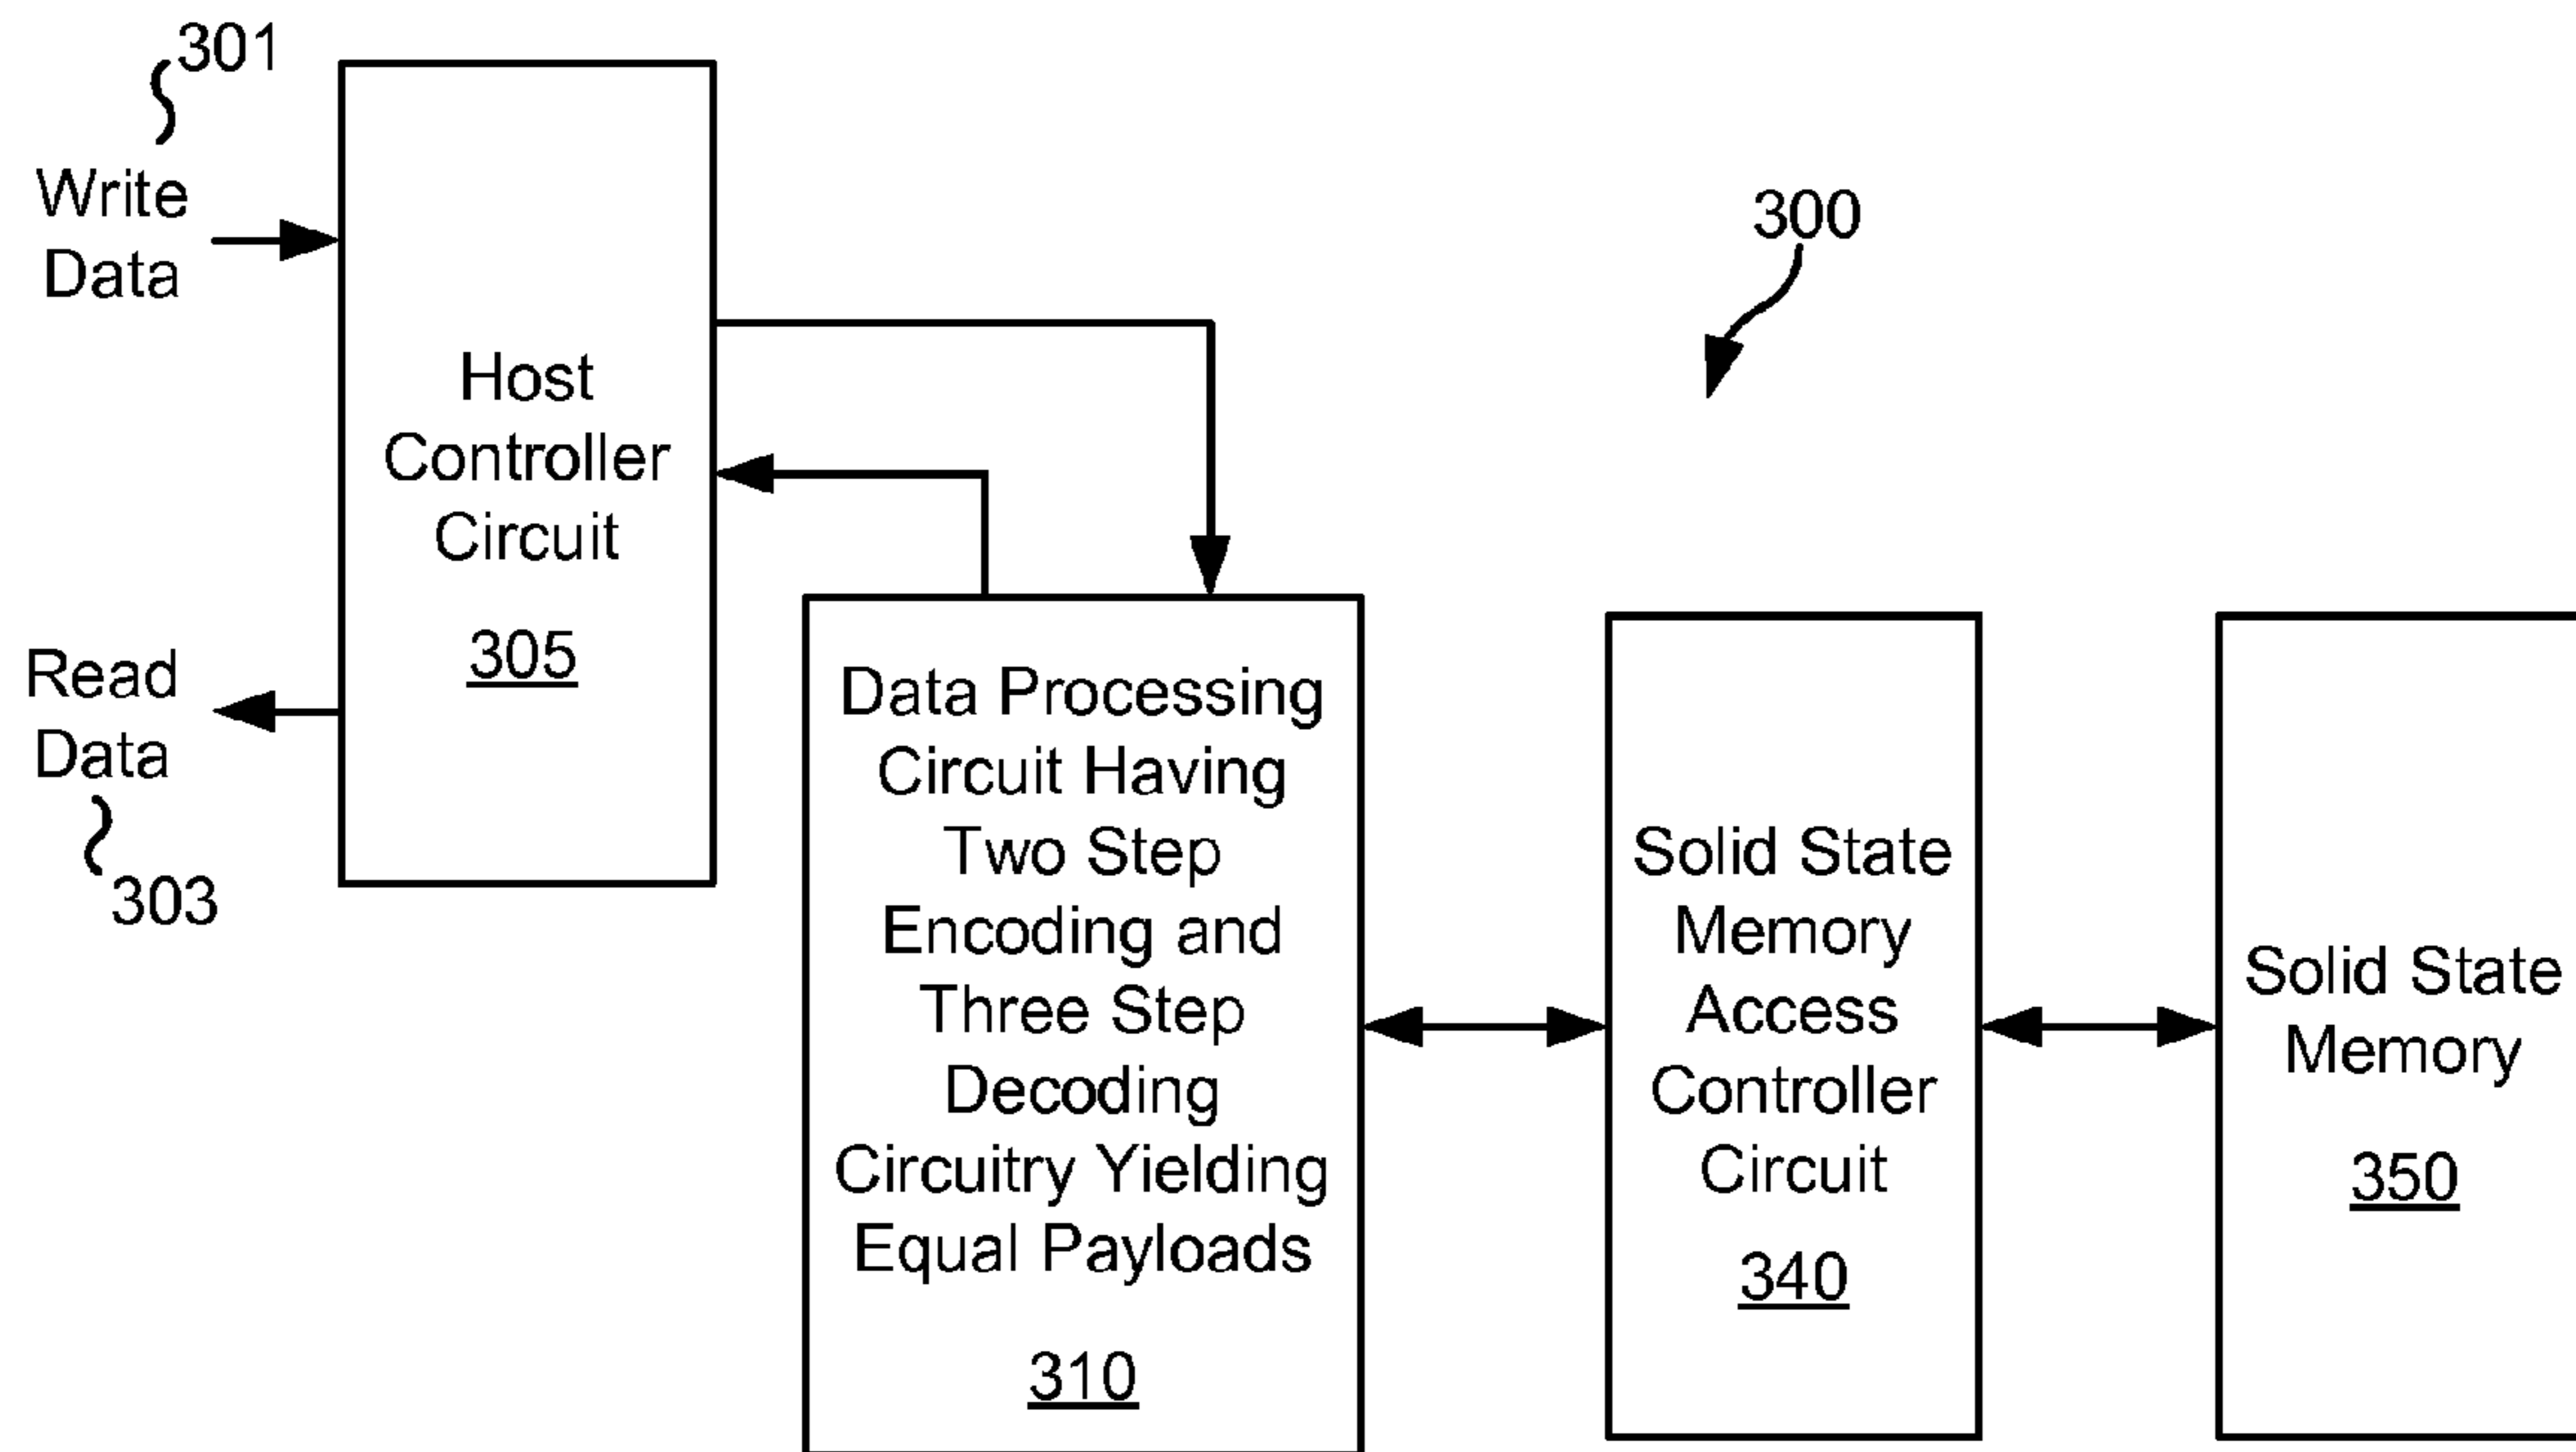 301
Write
Data
300
Host
Controller
Circuit
305
Read
Data
303
Data Processing
Circuit Having
Two Step
Encoding and
Three Step
Decoding
Circuitry Yielding
Equal Payloads
310
Solid State
Memory
Access
Controller
Circuit
340
Solid State
Memory
350